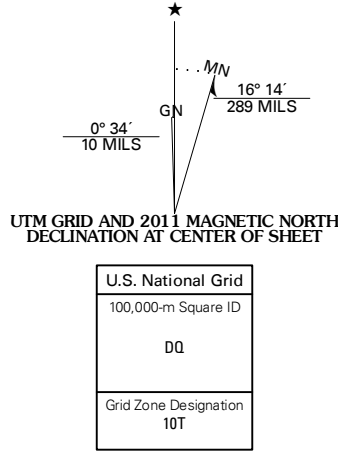 ★
MN
GN
16° 14´
289 MILS
0° 34´
10 MILS
UTM GRID AND 2011 MAGNETIC NORTH
DECLINATION AT CENTER OF SHEET
U.S. National Grid
100,000-m Square ID
DQ
Grid Zone Designation
10T